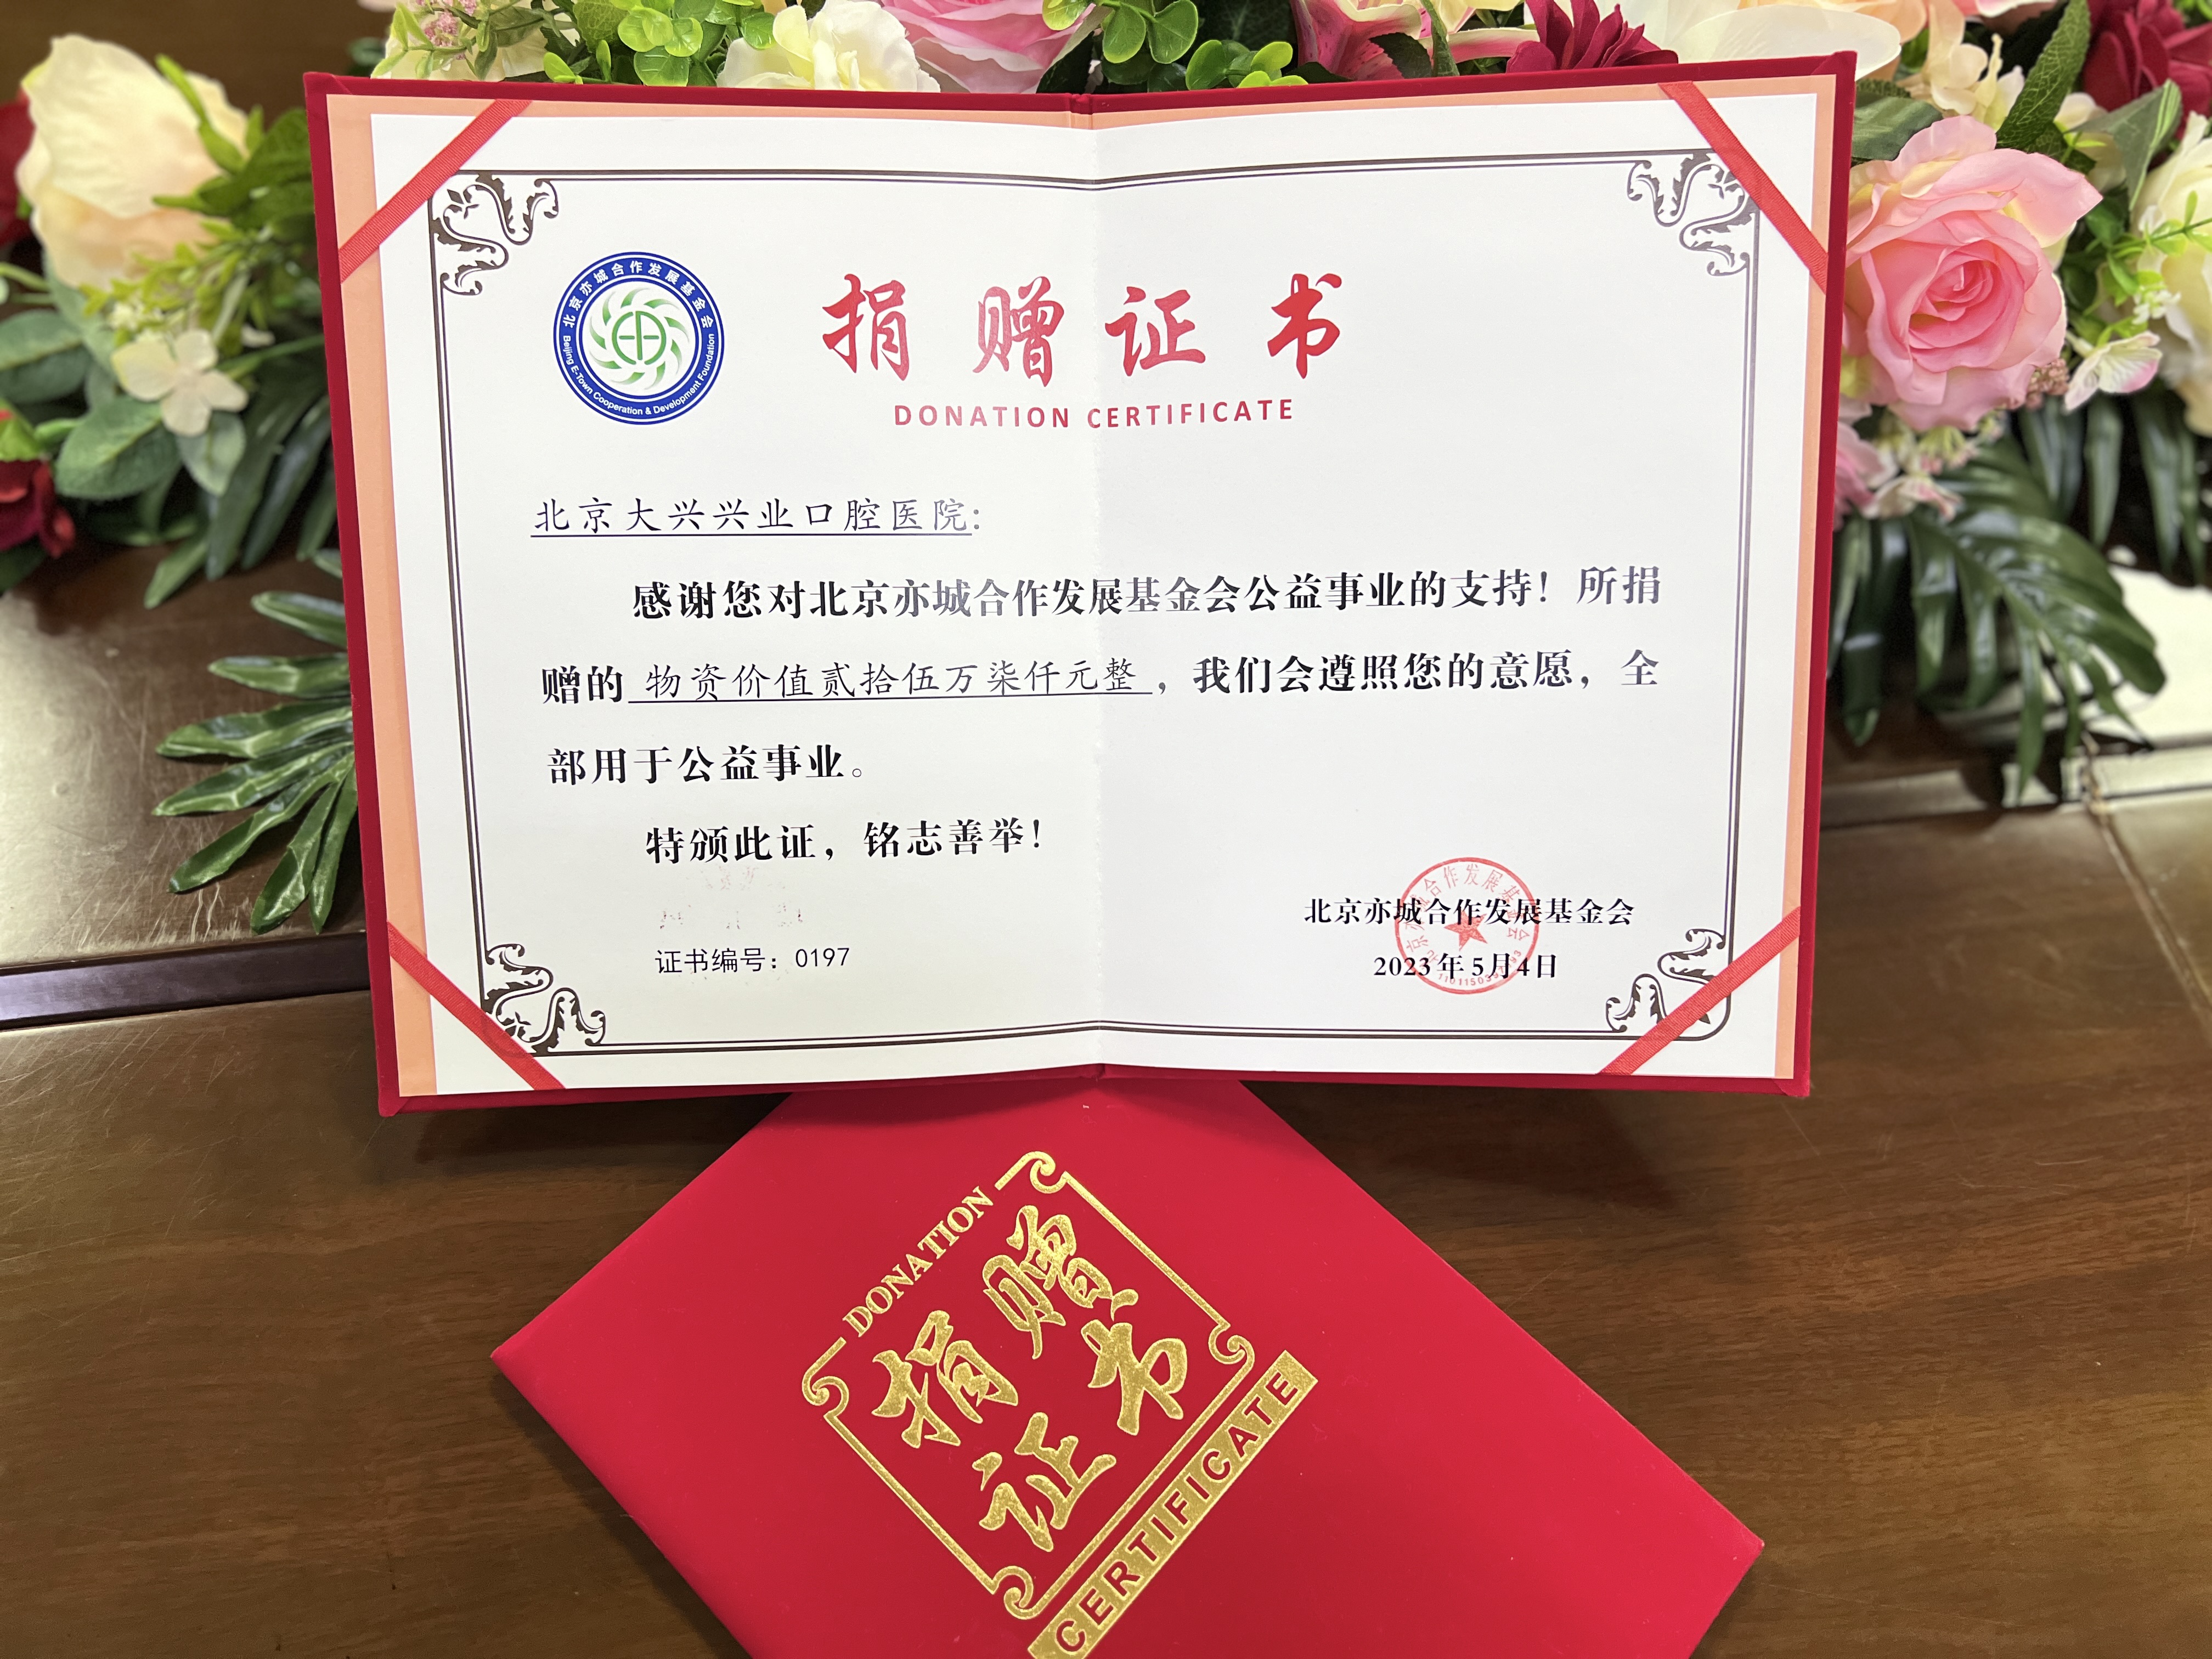 北京亦城合作发展基金会
Beijing E-Town Cooperation & Development Foundation
捐赠证书
DONATION CERTIFICATE
北京大兴兴业口腔医院:
感谢您对北京亦城合作发展基金会公益事业的支持！所捐
赠的 物资价值贰拾伍万柒仟元整，我们会遵照您的意愿，全
部用于公益事业。
特颁此证，铭志善举！
北京亦城合作发展基金会
证书编号：0197
2023年5月4日
DONATION
捐赠
证书
CERTIFICATE